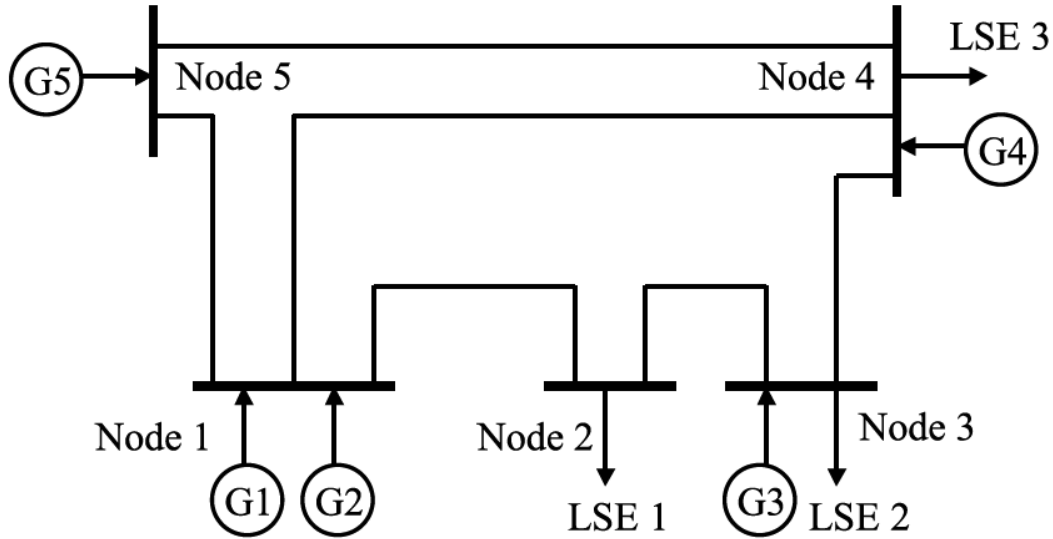 LSE 3
G5
Node 5
Node 4
G4
Node 1
Node 2
Node 3
G1
G2
LSE 1
G3
LSE 2